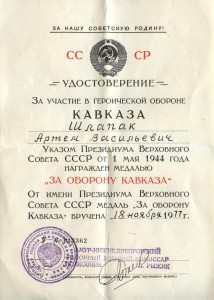 ЗА НАШУ СОВЕТСКУЮ РОДИНУ!
СС СР
УДОСТОВЕРЕНИЕ
ЗА УЧАСТИЕ В ГЕРОИЧЕСКОЙ ОБОРОНЕ
КАВКАЗА
Шлапак
Артем Васильевич
УКАЗОМ ПРЕЗИДИУМА ВЕРХОВНОГО
СОВЕТА СССР ОТ 1 МАЯ 1944 ГОДА
НАГРАЖДЕН МЕДАЛЬЮ
„ЗА ОБОРОНУ КАВКАЗА“
ОТ ИМЕНИ ПРЕЗИДИУМА ВЕРХОВНОГО
СОВЕТА СССР МЕДАЛЬ „ЗА ОБОРОНУ
КАВКАЗА“ ВРУЧЕНА 18 ноября 1977 г.